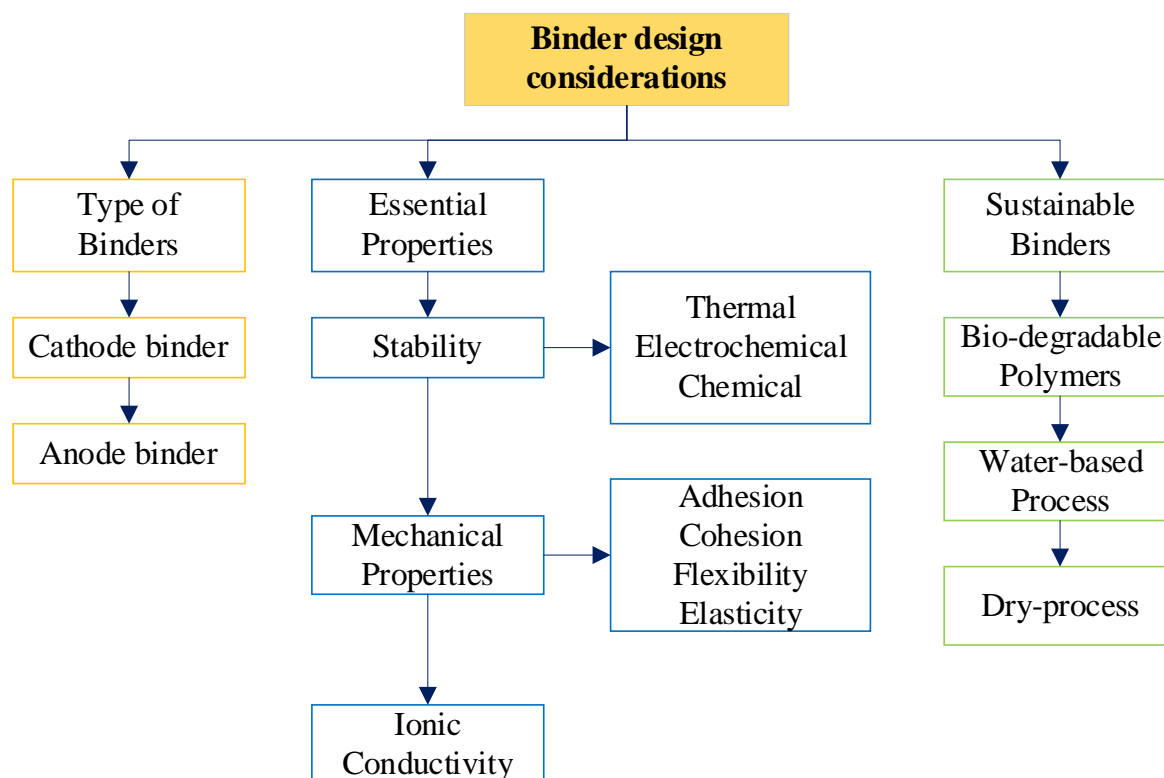 Binder design
considerations
Type of
Binders
Cathode binder
Anode binder
Essential
Properties
Stability
Thermal
Electrochemical
Chemical
Mechanical
Properties
Adhesion
Cohesion
Flexibility
Elasticity
Ionic
Conductivity
Sustainable
Binders
Bio-degradable
Polymers
Water-based
Process
Dry-process